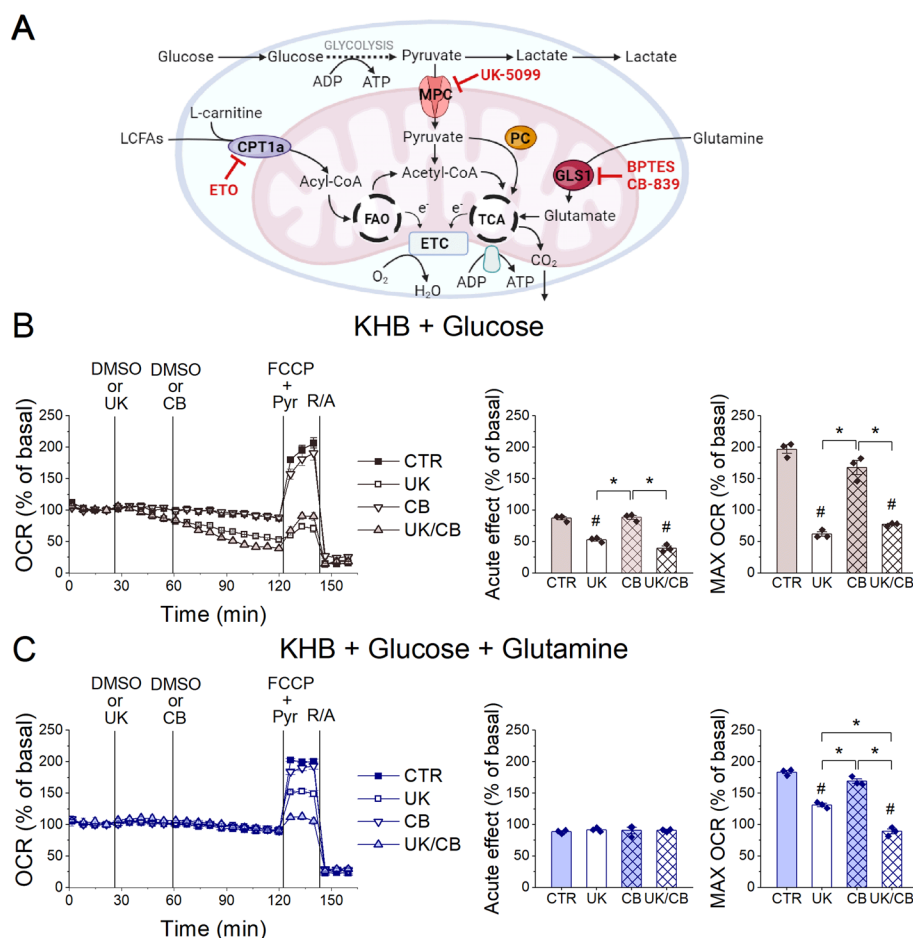 A
Glucose Glucose GLYCOLYSIS Pyruvate Lactate Lactate
ADP ATP
UK-5099
MPC
L-carnitine
LCFAs
CPT1a
Pyruvate
PC
Glutamine
ETO
Acyl-CoA
Acetyl-CoA
GLS1
BPTES
CB-839
Glutamate
FAO
e-
e-
TCA
ETC
CO2
O2
H2O
ADP
ATP
B
KHB + Glucose
DMSO
or
UK
DMSO
or
CB
FCCP
+
Pyr
R/A
OCR (% of basal)
250
200
150
100
50
0
0 30 60 90 120 150
Time (min)
CTR
UK
CB
UK/CB
Acute effect (% of basal)
250
200
150
100
50
0
# * * #
CTR UK CB UK/CB
MAX OCR (% of basal)
250
200
150
100
50
0
# * * #
CTR UK CB UK/CB
C
KHB + Glucose + Glutamine
DMSO
or
UK
DMSO
or
CB
FCCP
+
Pyr
R/A
OCR (% of basal)
250
200
150
100
50
0
0 30 60 90 120 150
Time (min)
CTR
UK
CB
UK/CB
Acute effect (% of basal)
250
200
150
100
50
0
CTR UK CB UK/CB
MAX OCR (% of basal)
250
200
150
100
50
0
*
# * * #
CTR UK CB UK/CB